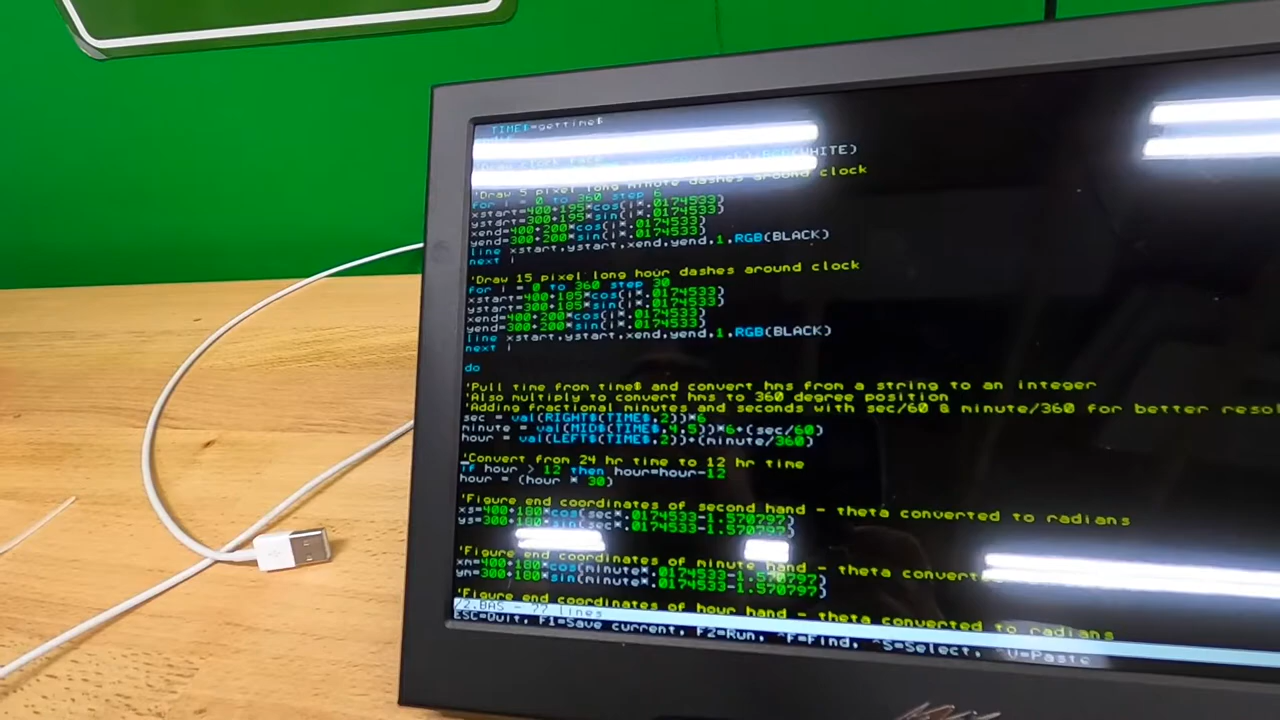 TIME$=gettime$
'Draw clock face
RGB(WHITE)
'Draw 5 pixel long minute dashes around clock
for i = 0 to 360 step 6
xstart=400+195*cos(i*.0174533)
ystart=300+195*sin(i*.0174533)
xend=400+200*cos(i*.0174533)
yend=300+200*sin(i*.0174533)
line xstart,ystart,xend,yend,1,RGB(BLACK)
next i
'Draw 15 pixel long hour dashes around clock
for i = 0 to 360 step 30
xstart=400+185*cos(i*.0174533)
ystart=300+185*sin(i*.0174533)
xend=400+200*cos(i*.0174533)
yend=300+200*sin(i*.0174533)
line xstart,ystart,xend,yend,1,RGB(BLACK)
next i
do
'Pull time from time$ and convert hms from a string to an integer
'Also multiply to convert hms to 360 degree position
'Adding fractional minutes and seconds with sec/60 & minute/360 for better
sec = val(RIGHT$(TIME$,2))*6
minute = val(MID$(TIME$,4,5))*6+(sec/60)
hour = val(LEFT$(TIME$,2))+(minute/360)
'Convert from 24 hr time to 12 hr time
if hour > 12 then hour=hour-12
hour = (hour * 30)
'Figure end coordinates of second hand - theta converted to radians
xs=400+180*cos(sec*.0174533-1.570797)
ys=300+180*sin(sec*.0174533-1.570797)
'Figure end coordinates of minute hand - theta
xm=400+180*cos(minute*.0174533-1.570797)
ym=300+180*sin(minute*.0174533-1.570797)
'Figure end coordinates of hour hand - theta converted to radians
/2.BAS - 77 lines
ESC=Quit, F1=Save current, F2=Run, ^F=Find, ^S=Select, ^U=Paste